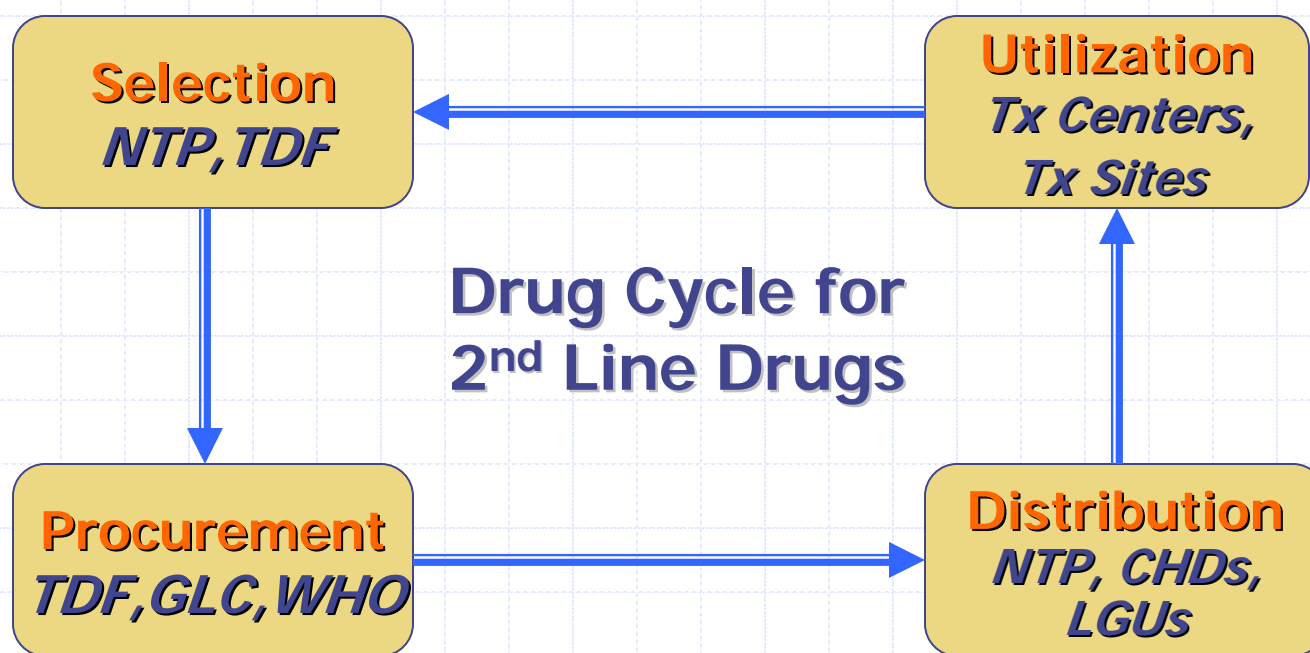 Selection
NTP,TDF
Utilization
Tx Centers,
Tx Sites
Drug Cycle for
2nd Line Drugs
Procurement
TDF,GLC,WHO
Distribution
NTP, CHDs,
LGUs